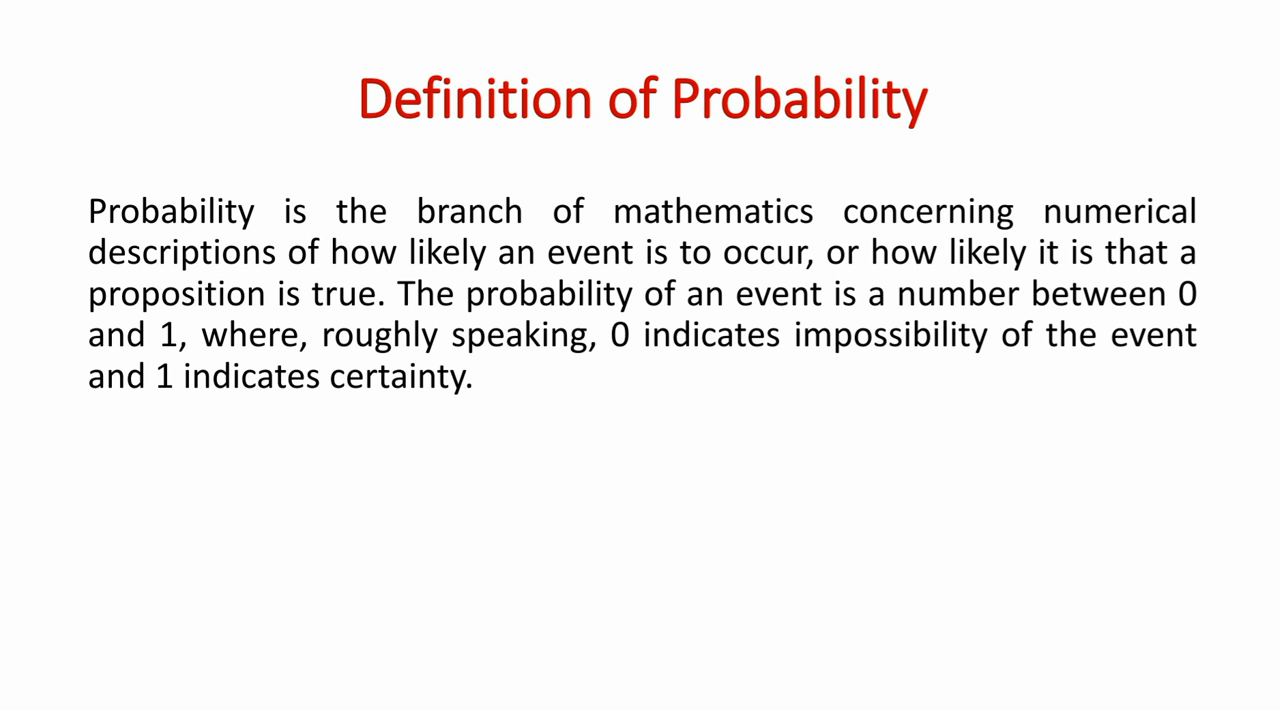 Definition of Probability
Probability is the branch of mathematics concerning numerical
descriptions of how likely an event is to occur, or how likely it is that a
proposition is true. The probability of an event is a number between 0
and 1, where, roughly speaking, 0 indicates impossibility of the event
and 1 indicates certainty.